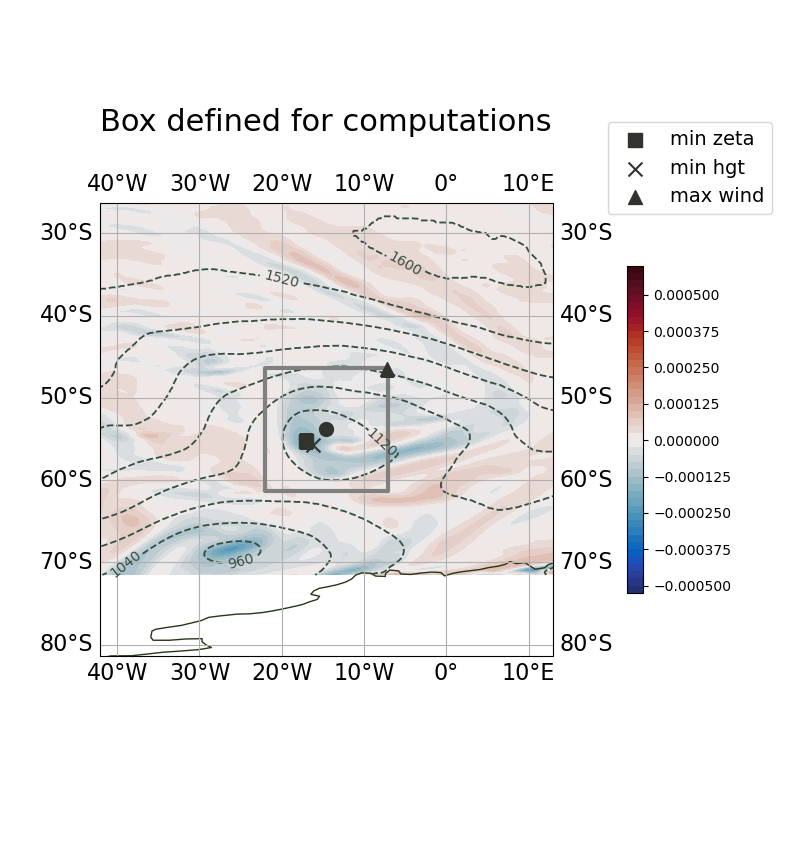 Box defined for computations
min zeta
min hgt
max wind
40°W 30°W 20°W 10°W 0° 10°E
30°S 30°S
1600
1520
0.000500
40°S 40°S
0.000375
0.000250
50°S 50°S
0.000125
1120
0.000000
60°S 60°S
−0.000125
−0.000250
1040 960
70°S 70°S
−0.000375
−0.000500
80°S 80°S
40°W 30°W 20°W 10°W 0° 10°E